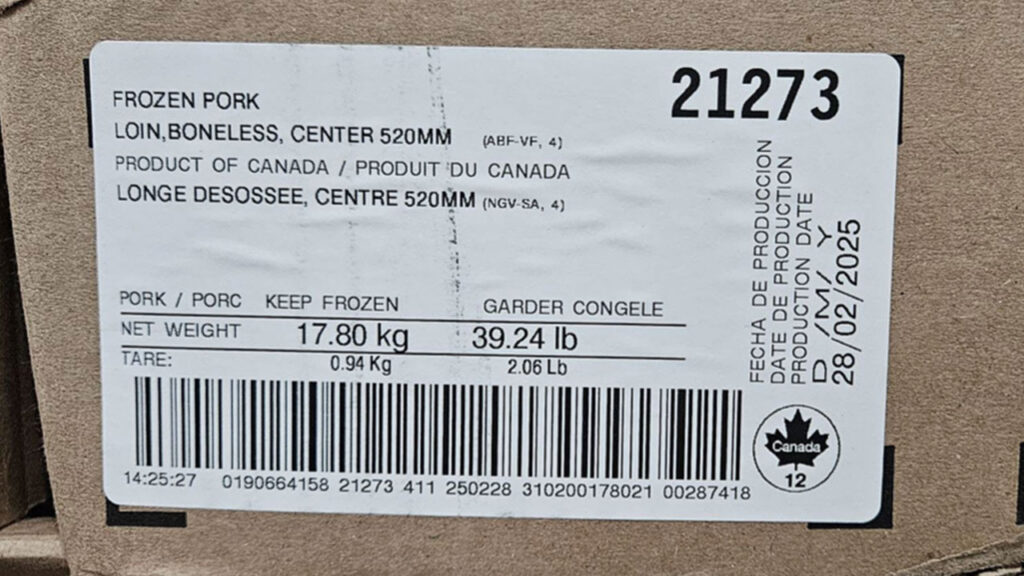 21273
FROZEN PORK
LOIN,BONELESS, CENTER 520MM (ABF-VF, 4)
PRODUCT OF CANADA / PRODUIT DU CANADA
LONGE DESOSSEE, CENTRE 520MM (NGV-SA, 4)
PORK / PORC KEEP FROZEN GARDER CONGELE
NET WEIGHT 17.80 kg 39.24 lb
TARE: 0.94 Kg 2.06 Lb
14:25:27 0190664158 21273 411 250228 310200178021 00287418
FECHA DE PRODUCCION
DATE DE PRODUCTION
PRODUCTION DATE
D /M/ Y
28/02/2025
Canada
12